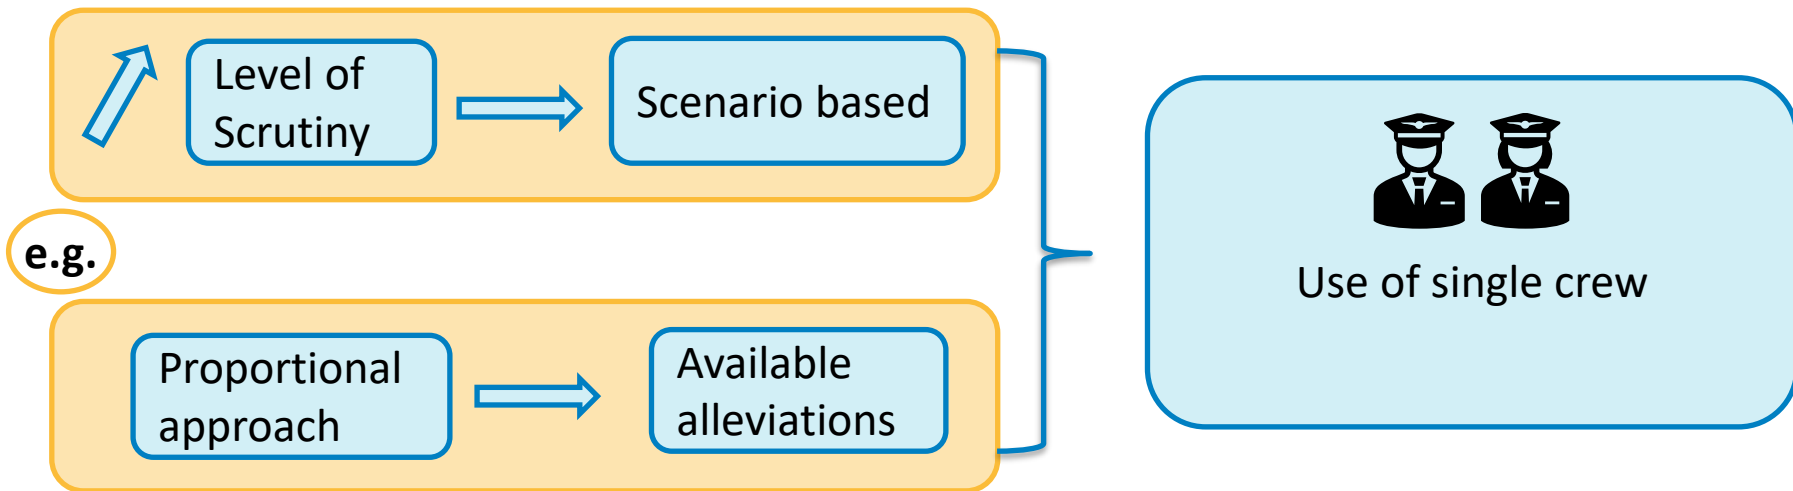 Level of
Scrutiny
Scenario based
e.g.
Proportional
approach
Available
alleviations
Use of single crew